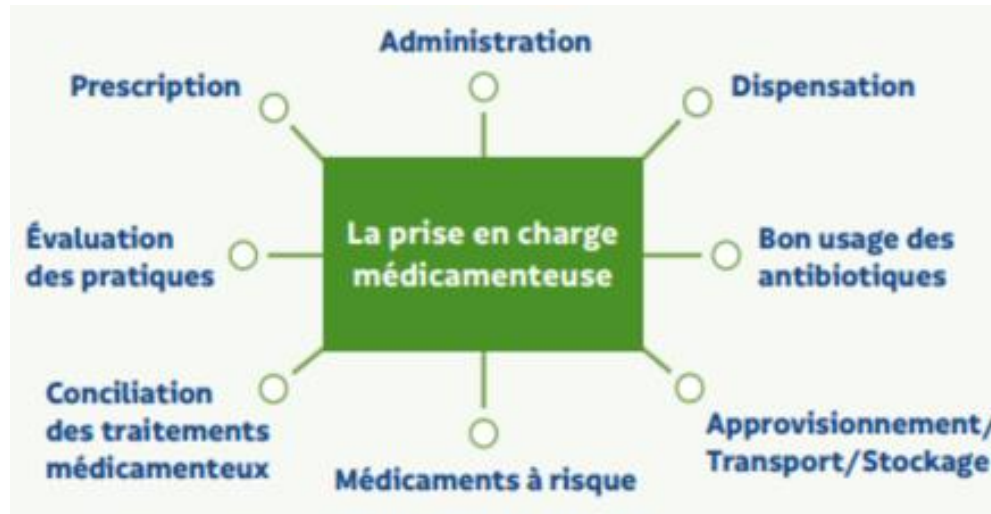 Administration
Prescription
Dispensation
La prise en charge
médicamenteuse
Évaluation
des pratiques
Bon usage des
antibiotiques
Conciliation
des traitements
médicamenteux
Médicaments à risque
Approvisionnement/
Transport/Stockage